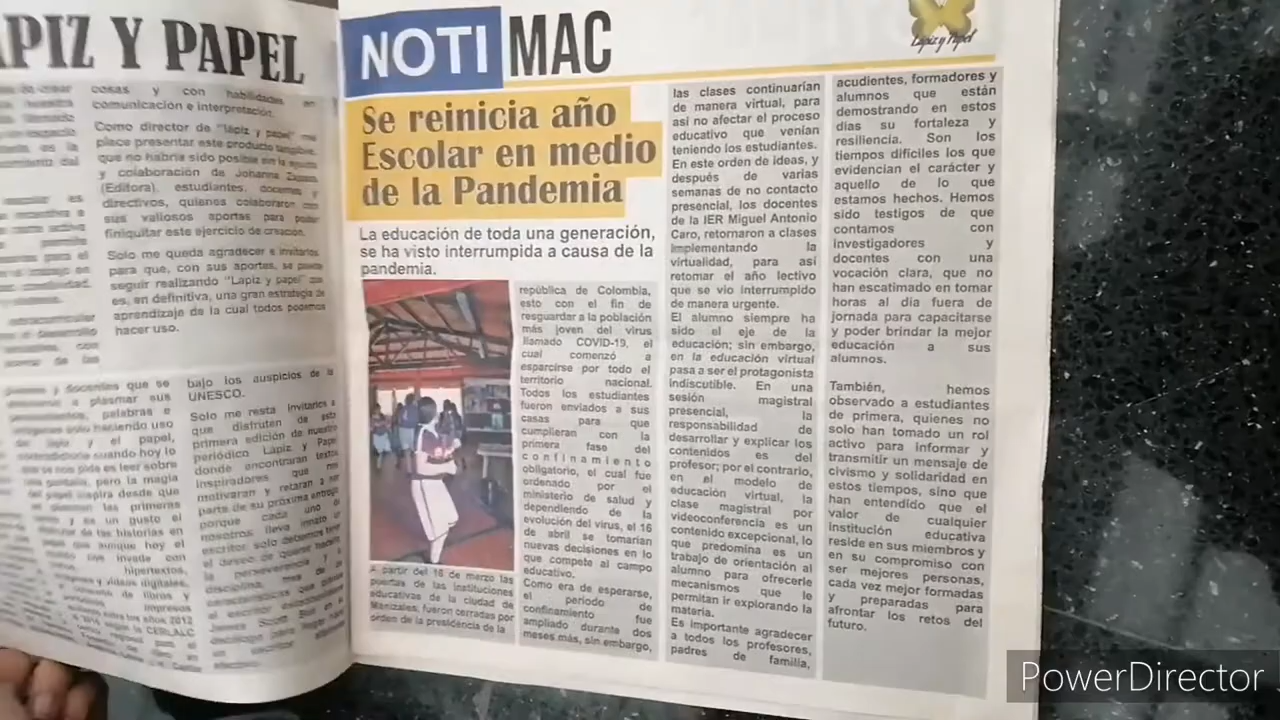 PIZ Y PAPEL
cosas y con habilidades en
comunicación e interpretación.
Como director de "lápiz y papel" me
place presentar este producto tangible,
que no habría sido posible sin la ayuda
y colaboración de Johanna
(Editora), estudiantes, docentes y
directivos, quienes colaboraron con
sus valiosos aportas para poder
finiquitar este ejercicio de creación.
Solo me queda agradecer e invitarlos
para que, con sus aportes, se pueda
seguir realizando "Lapiz y papel" que
es, en definitiva, una gran estrategia de
aprendizaje de la cual todos podemos
hacer uso.
bajo los auspicios de la
UNESCO.
Solo me resta invitarlos a
que disfruten de esta
primera edición de nuestro
periódico Lápiz y Papel
donde encontraran textos
inspiradores que nos
motivaran y retaran a ser
parte de su próxima entrega
porque cada uno de
nosotros lleva innato un
NOTI MAC
Lápiz y Papel
Se reinicia año
Escolar en medio
de la Pandemia
La educación de toda una generación,
se ha visto interrumpida a causa de la
pandemia.
a partir del 16 de marzo las
puertas de las instituciones
educativas de la ciudad de
Manizales, fueron cerradas por
orden de la presidencia de la
república de Colombia,
esto con el fin de
resguardar a la población
más joven del virus
llamado COVID-19, el
cual comenzó a
esparcirse por todo el
territorio nacional.
Todos los estudiantes
fueron enviados a sus
casas para que
cumplieran con la
primera fase del
confinamiento
obligatorio, el cual fue
ordenado por el
ministerio de salud y
dependiendo de la
evolución del virus, el 16
de abril se tomarían
nuevas decisiones en lo
que compete al campo
educativo.
Como era de esperarse,
el periodo de
confinamiento fue
ampliado durante dos
meses más, sin embargo,
las clases continuarían
de manera virtual, para
así no afectar el proceso
educativo que venían
teniendo los estudiantes.
En este orden de ideas, y
después de varias
semanas de no contacto
presencial, los docentes
de la IER Miguel Antonio
Caro, retornaron a clases
implementando la
virtualidad, para así
retomar el año lectivo
que se vio interrumpido
de manera urgente.
El alumno siempre ha
sido el eje de la
educación; sin embargo,
en la educación virtual
pasa a ser el protagonista
indiscutible. En una
sesión magistral
presencial, la
responsabilidad de
desarrollar y explicar los
contenidos es del
profesor; por el contrario,
en el modelo de
educación virtual, la
clase magistral por
videoconferencia es un
contenido excepcional, lo
que predomina es un
trabajo de orientación al
alumno para ofrecerle
mecanismos que le
permitan ir explorando la
materia.
Es importante agradecer
a todos los profesores,
padres de familia,
acudientes, formadores y
alumnos que están
demostrando en estos
días su fortaleza y
resiliencia. Son los
tiempos difíciles los que
evidencian el carácter y
aquello de lo que
estamos hechos. Hemos
sido testigos de que
contamos con
investigadores y
docentes con una
vocación clara, que no
han escatimado en tomar
horas al día fuera de
jornada para capacitarse
y poder brindar la mejor
educación a sus
alumnos.
También, hemos
observado a estudiantes
de primera, quienes no
solo han tomado un rol
activo para informar y
transmitir un mensaje de
civismo y solidaridad en
estos tiempos, sino que
han entendido que el
valor de cualquier
institución educativa
reside en sus miembros y
en su compromiso con
ser mejores personas,
cada vez mejor formadas
y preparadas para
afrontar los retos del
futuro.
PowerDirector